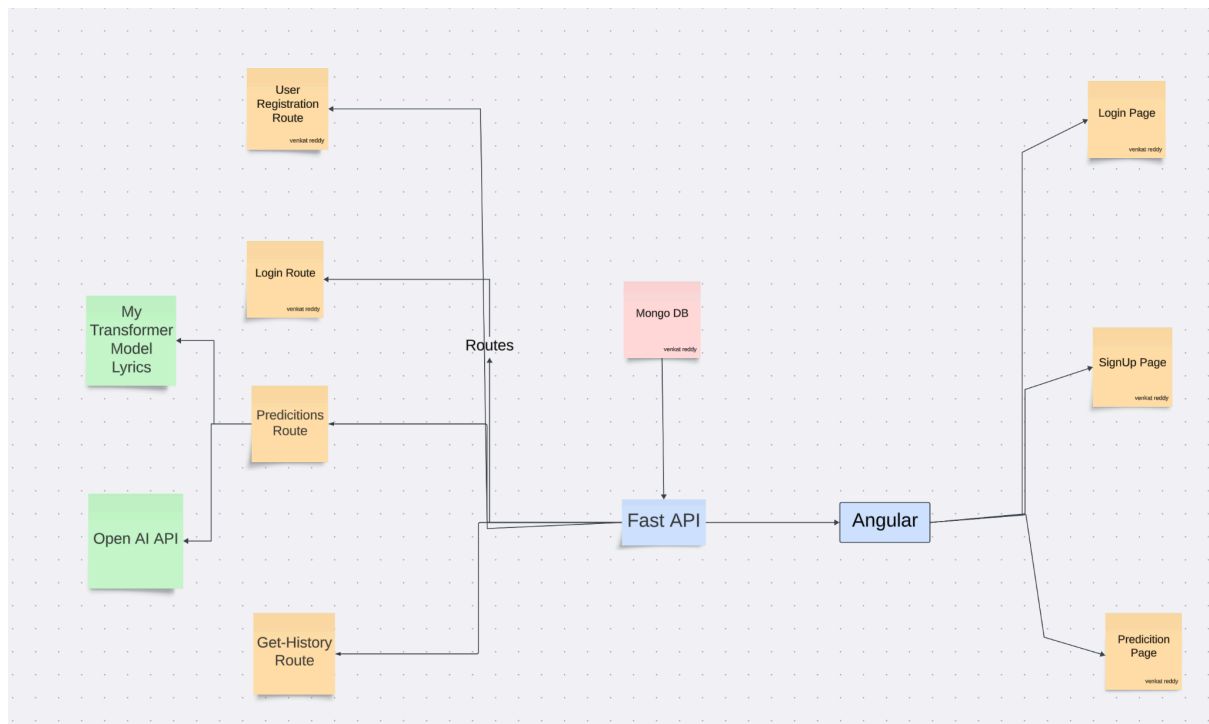 User
Registration
Route
venkat reddy
Login Page
venkat reddy
Login Route
venkat reddy
Mongo DB
venkat reddy
My
Transformer
Model
Lyrics
Routes
SignUp Page
venkat reddy
Predicitions
Route
Fast API
Angular
Open AI API
Get-History
Route
Predicition
Page
venkat reddy